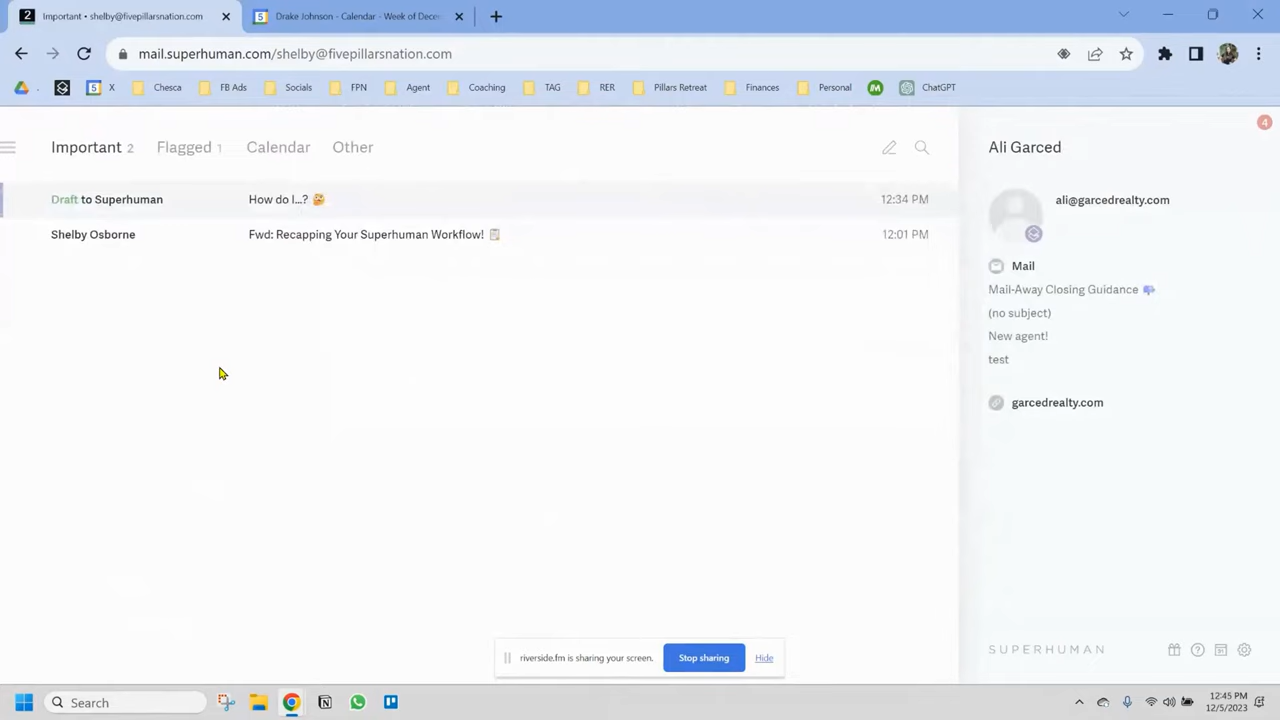 Important • shelby@fivepillarsnation.com
Drake Johnson - Calendar - Week of Dece
mail.superhuman.com/shelby@fivepillarsnation.com
5 X Chesca FB Ads Socials FPN Agent Coaching TAG RER Pillars Retreat Finances Personal ChatGPT
4
Important 2 Flagged 1 Calendar Other
Draft to Superhuman How do I...? 12:34 PM
Shelby Osborne Fwd: Recapping Your Superhuman Workflow! 12:01 PM
Ali Garced
ali@garcedrealty.com
Mail
Mail-Away Closing Guidance
(no subject)
New agent!
test
garcedrealty.com
riverside.fm is sharing your screen. Stop sharing Hide
SUPERHUMAN
Search
12:45 PM
12/5/2023